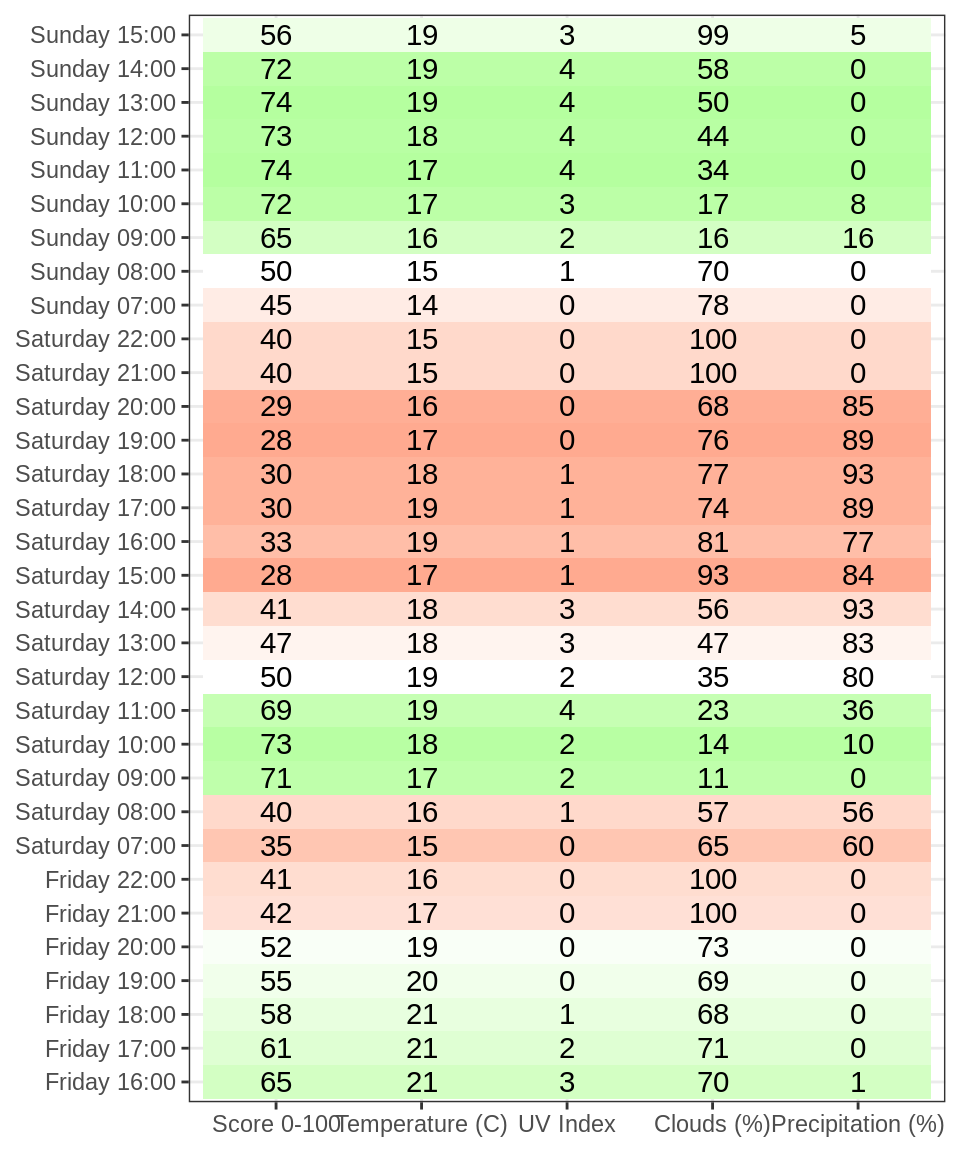 Sunday 15:00 56 19 3 99 5
Sunday 14:00 72 19 4 58 0
Sunday 13:00 74 19 4 50 0
Sunday 12:00 73 18 4 44 0
Sunday 11:00 74 17 4 34 0
Sunday 10:00 72 17 3 17 8
Sunday 09:00 65 16 2 16 16
Sunday 08:00 50 15 1 70 0
Sunday 07:00 45 14 0 78 0
Saturday 22:00 40 15 0 100 0
Saturday 21:00 40 15 0 100 0
Saturday 20:00 29 16 0 68 85
Saturday 19:00 28 17 0 76 89
Saturday 18:00 30 18 1 77 93
Saturday 17:00 30 19 1 74 89
Saturday 16:00 33 19 1 81 77
Saturday 15:00 28 17 1 93 84
Saturday 14:00 41 18 3 56 93
Saturday 13:00 47 18 3 47 83
Saturday 12:00 50 19 2 35 80
Saturday 11:00 69 19 4 23 36
Saturday 10:00 73 18 2 14 10
Saturday 09:00 71 17 2 11 0
Saturday 08:00 40 16 1 57 56
Saturday 07:00 35 15 0 65 60
Friday 22:00 41 16 0 100 0
Friday 21:00 42 17 0 100 0
Friday 20:00 52 19 0 73 0
Friday 19:00 55 20 0 69 0
Friday 18:00 58 21 1 68 0
Friday 17:00 61 21 2 71 0
Friday 16:00 65 21 3 70 1
Score 0-100 Temperature (C) UV Index Clouds (%) Precipitation (%)